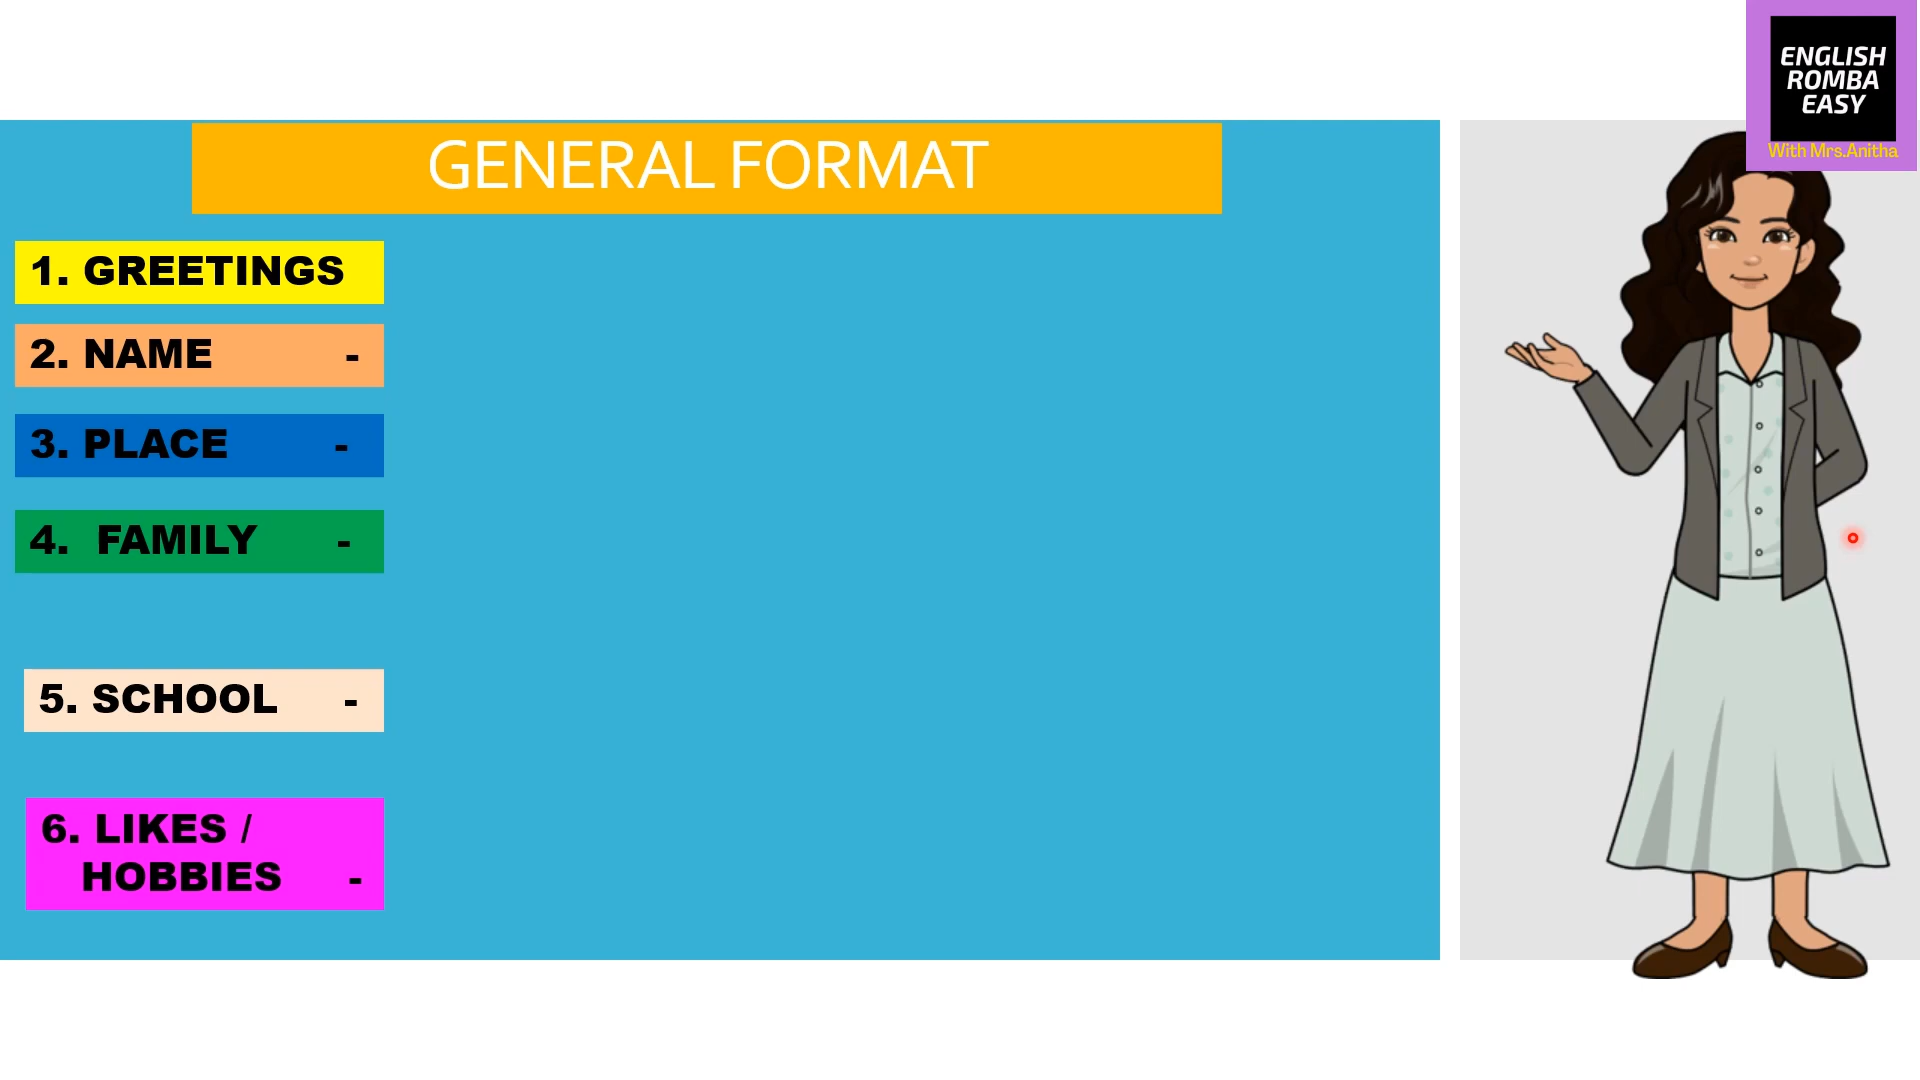 ENGLISH
ROMBA
EASY
With Mrs.Anitha
GENERAL FORMAT
1. GREETINGS
2. NAME -
3. PLACE -
4. FAMILY -
5. SCHOOL -
6. LIKES /
HOBBIES -